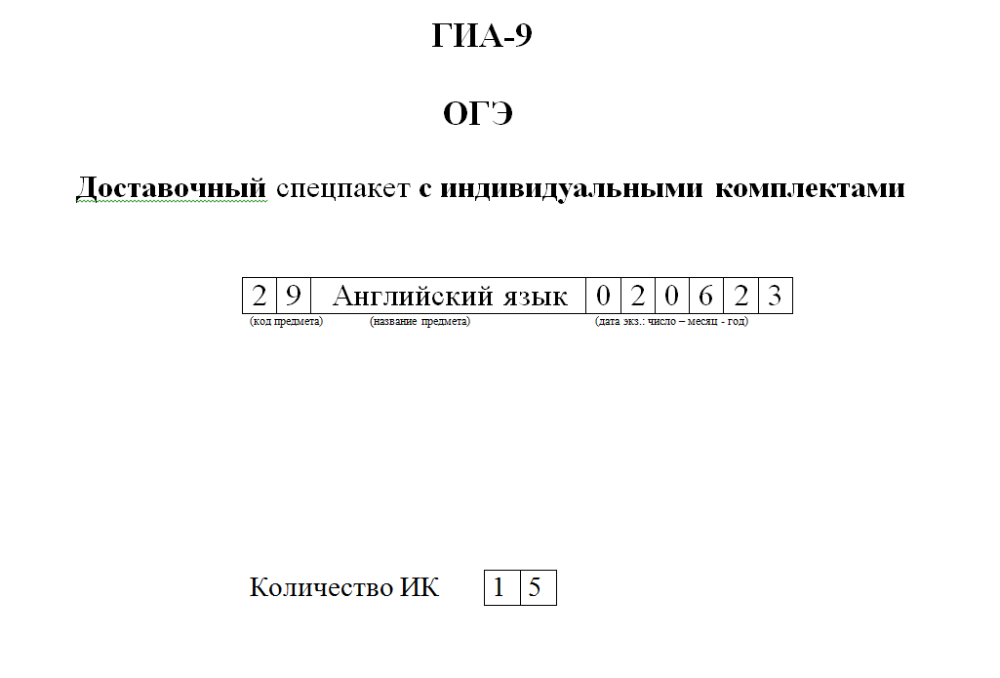 ГИА-9
ОГЭ
Доставочный спецпакет с индивидуальными комплектами
2 9 Английский язык 0 2 0 6 2 3
(код предмета) (название предмета) (дата экз.: число – месяц - год)
Количество ИК 1 5